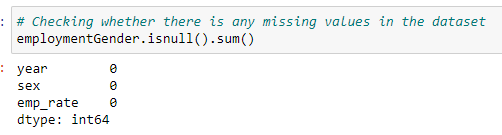 # Checking whether there is any missing values in the dataset
employmentGender.isnull().sum()
year 0
sex 0
emp_rate 0
dtype: int64